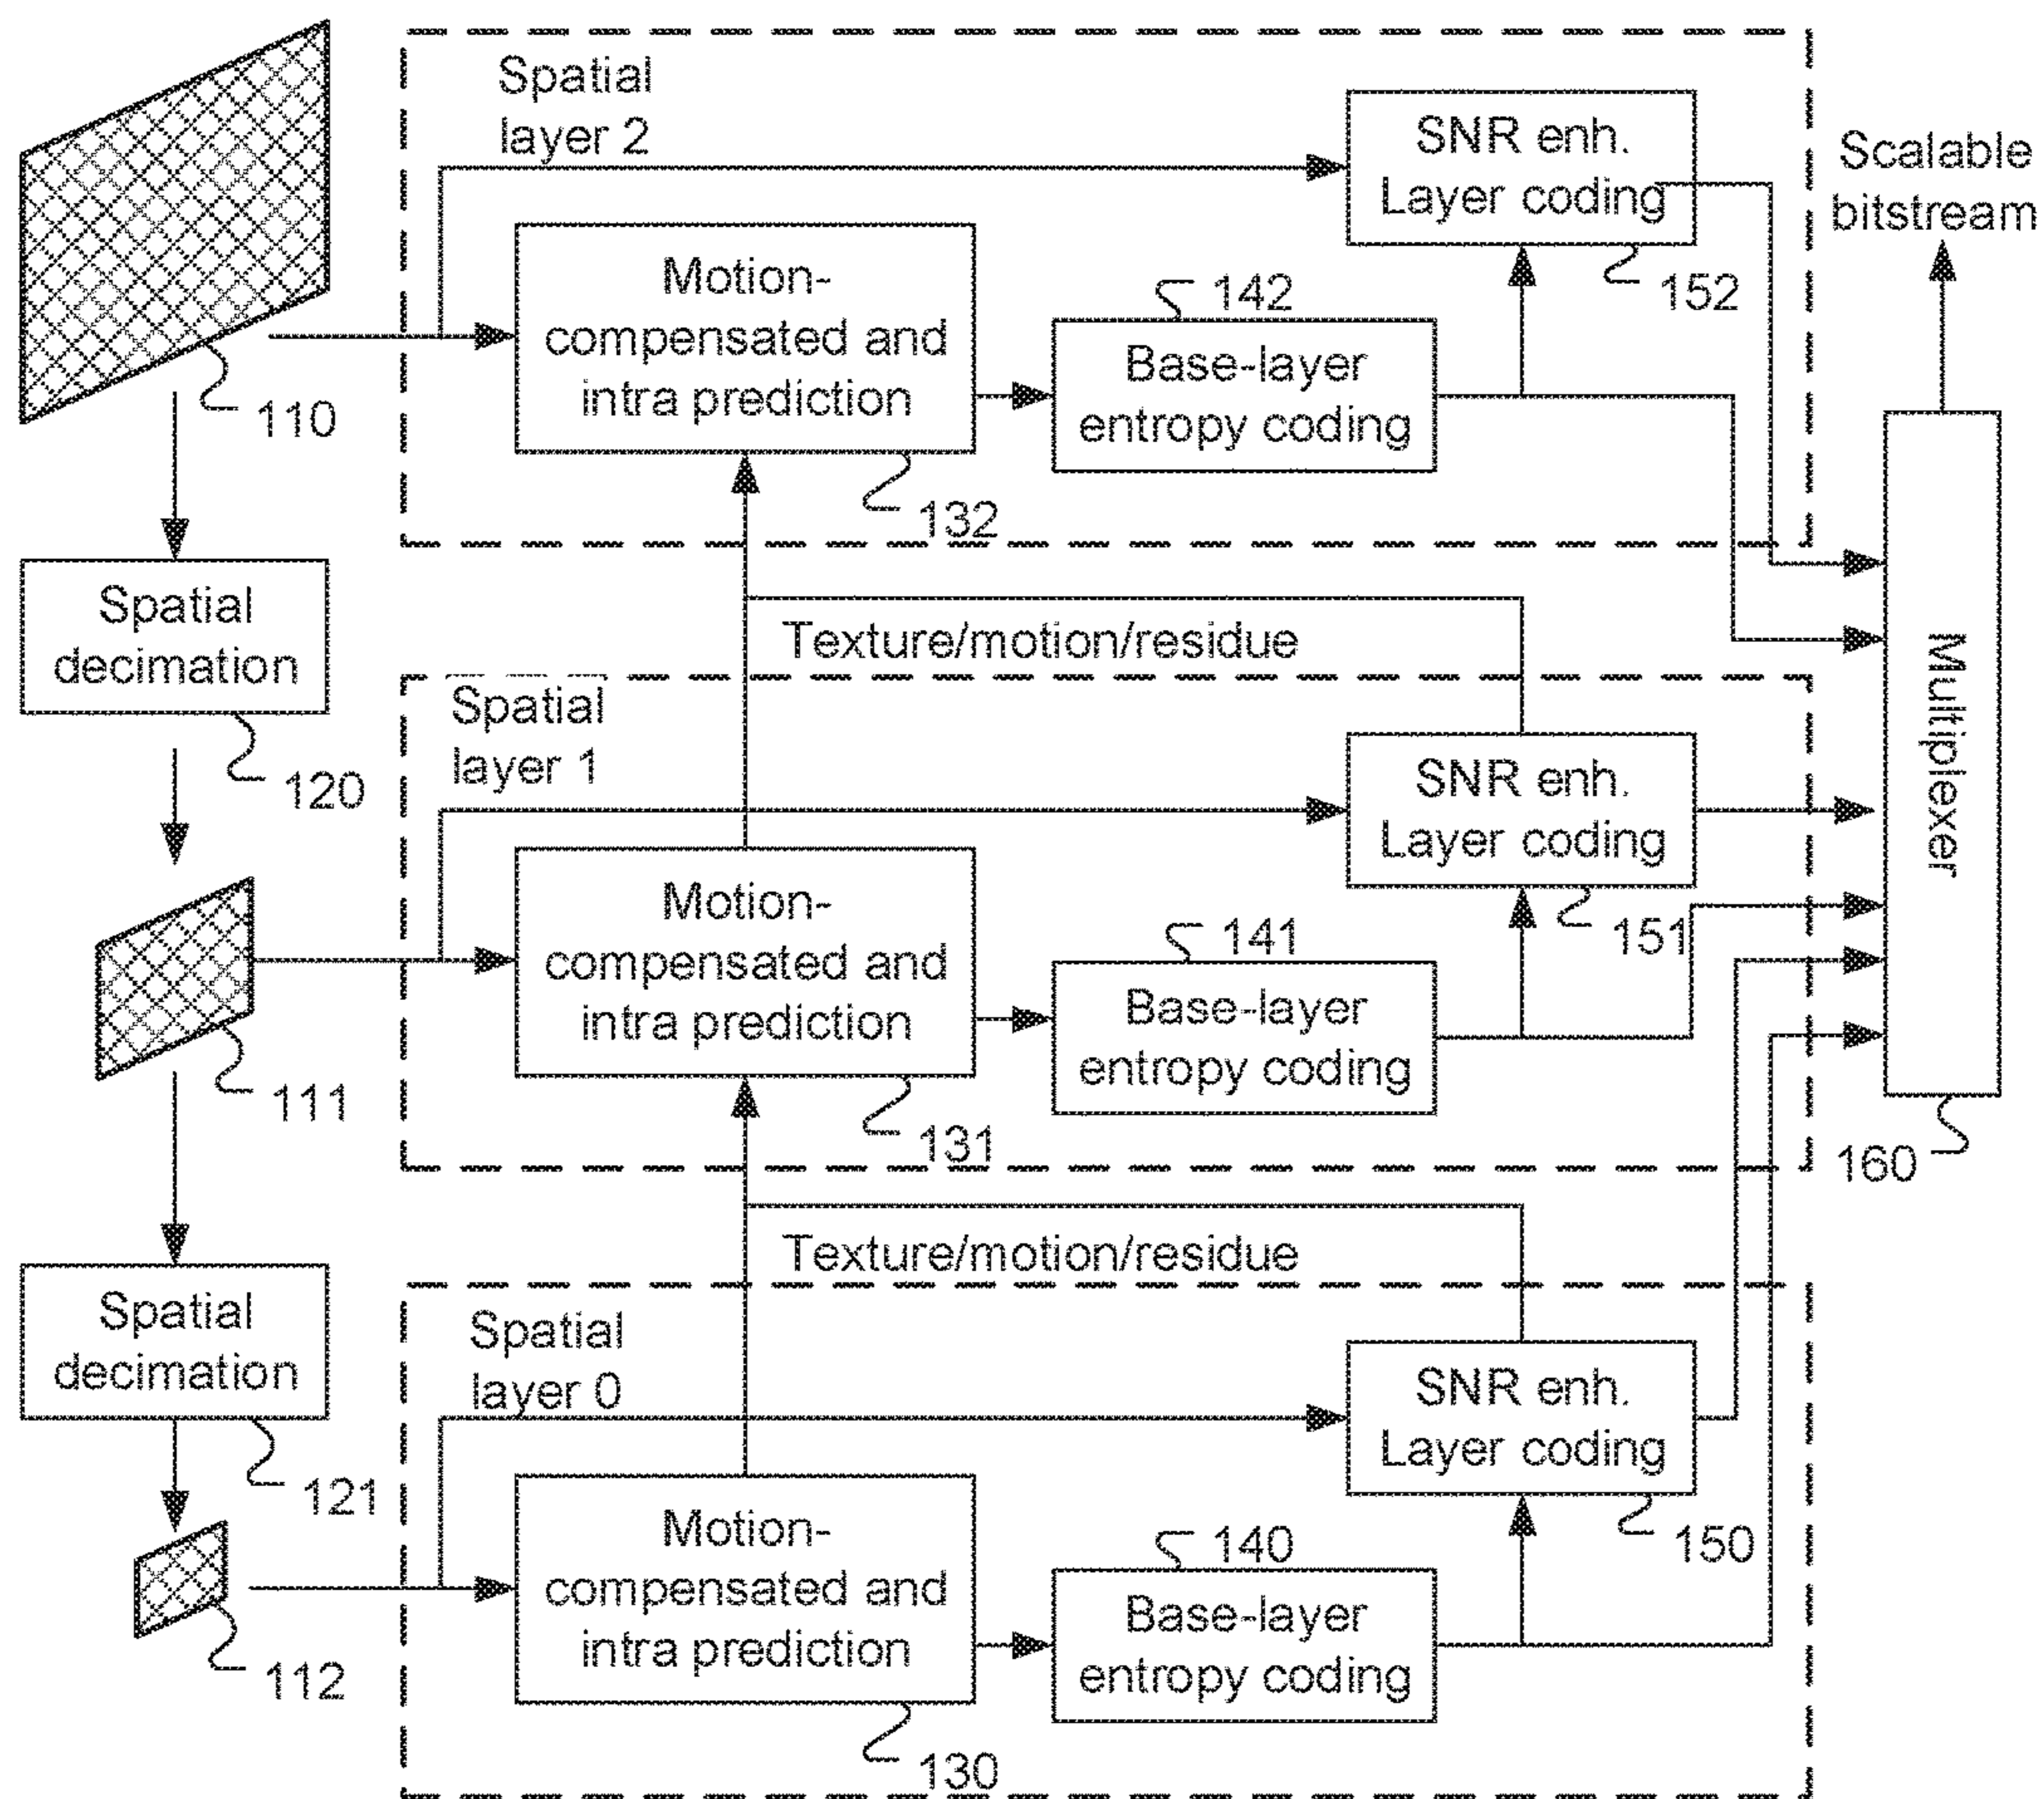 Spatial
layer 2
SNR enh.
Layer coding
152
Scalable
bitstream
Motion-
compensated and
intra prediction
132
142
Base-layer
entropy coding
110
Spatial
decimation
120
Texture/motion/residue
Multiplexer
160
Spatial
layer 1
SNR enh.
Layer coding
151
Motion-
compensated and
intra prediction
131
141
Base-layer
entropy coding
111
Texture/motion/residue
Spatial
decimation
121
Spatial
layer 0
SNR enh.
Layer coding
150
Motion-
compensated and
intra prediction
130
140
Base-layer
entropy coding
112